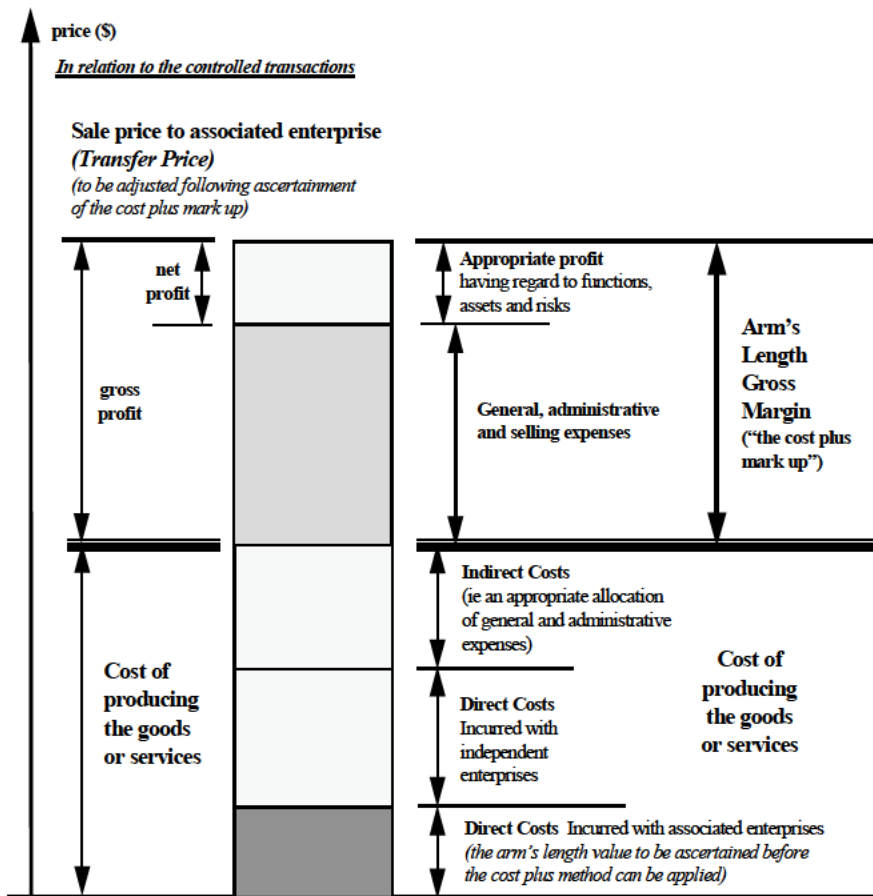 price ($)
In relation to the controlled transactions
Sale price to associated enterprise
(Transfer Price)
(to be adjusted following ascertainment
of the cost plus mark up)
net
profit
gross
profit
Appropriate profit
having regard to functions,
assets and risks
General, administrative
and selling expenses
Arm's
Length
Gross
Margin
("the cost plus
mark up")
Cost of
producing
the goods
or services
Indirect Costs
(ie an appropriate allocation
of general and administrative
expenses)
Direct Costs
Incurred with
independent
enterprises
Cost of
producing
the goods
or services
Direct Costs Incurred with associated enterprises
(the arm's length value to be ascertained before
the cost plus method can be applied)